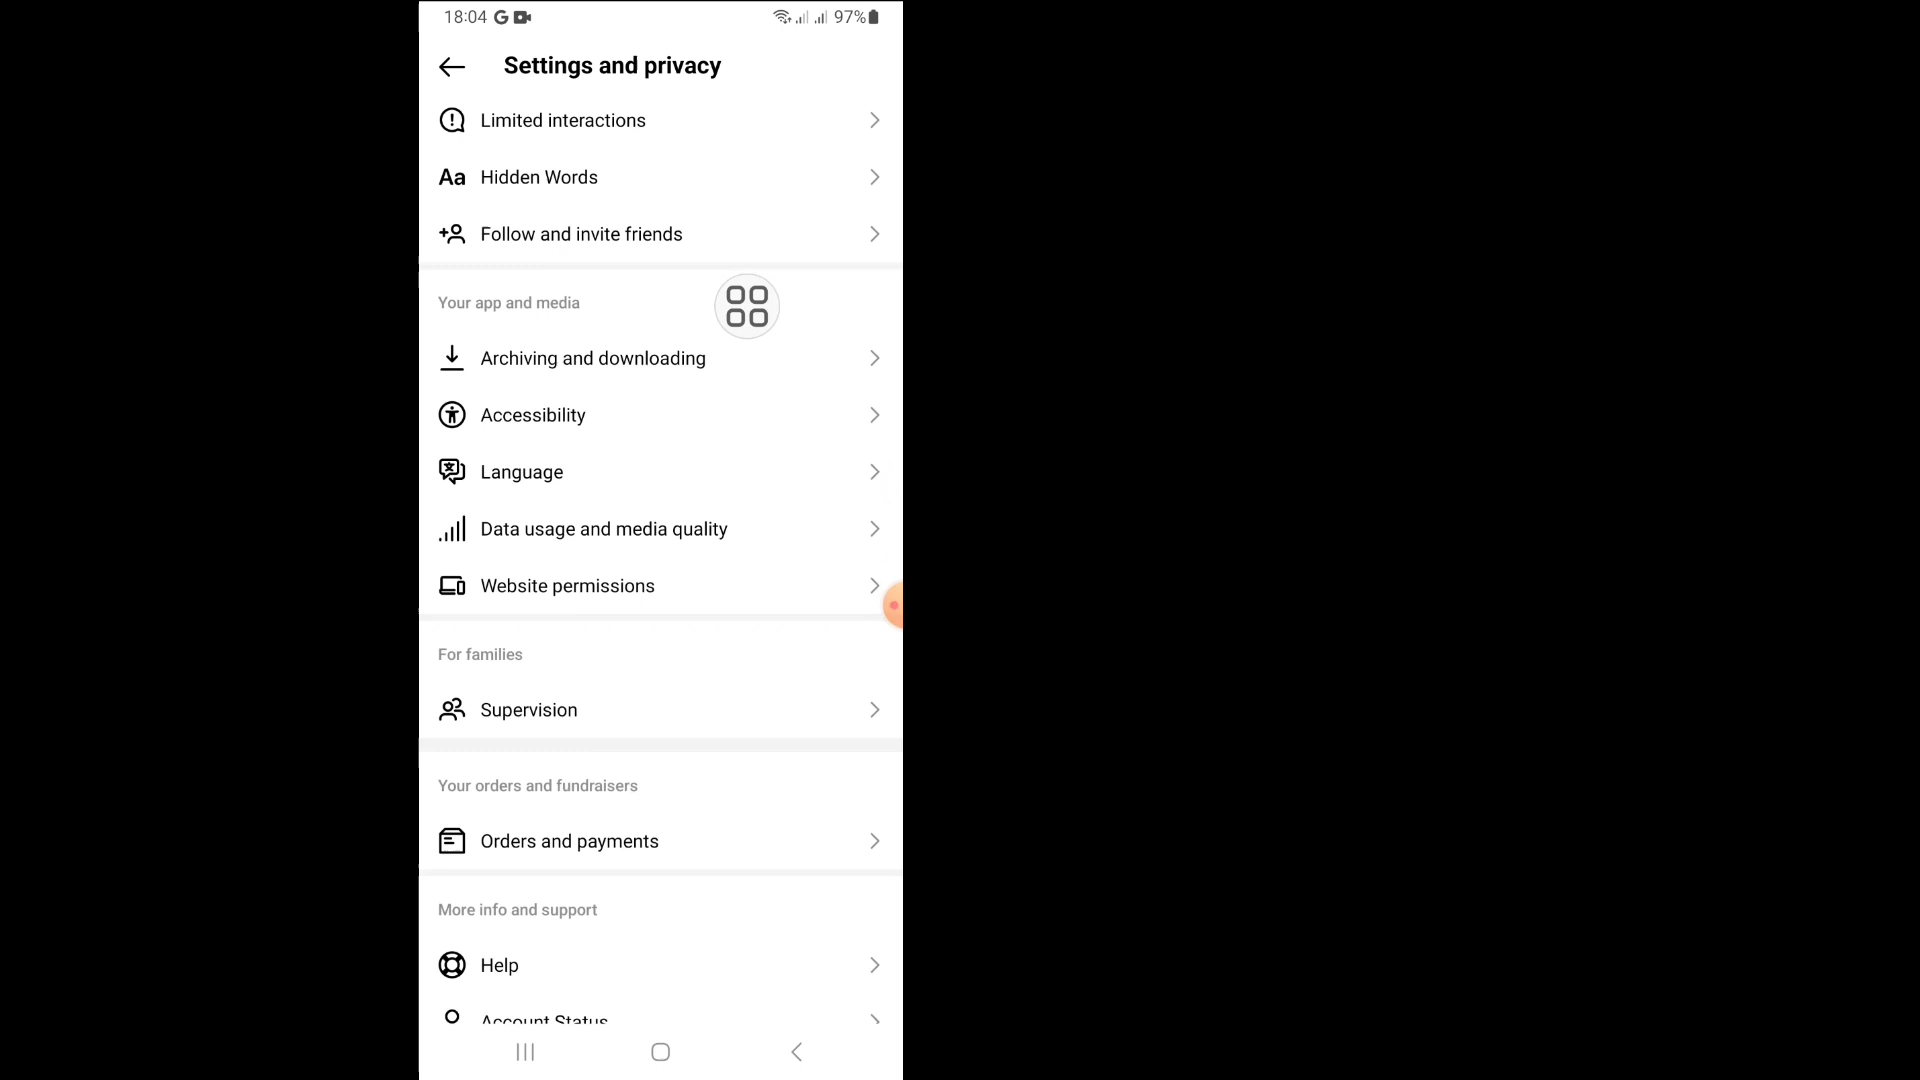 18:04 G 97%
Settings and privacy
Limited interactions
Aa Hidden Words
Follow and invite friends
Your app and media
Archiving and downloading
Accessibility
Language
Data usage and media quality
Website permissions
For families
Supervision
Your orders and fundraisers
Orders and payments
More info and support
Help
Account Status